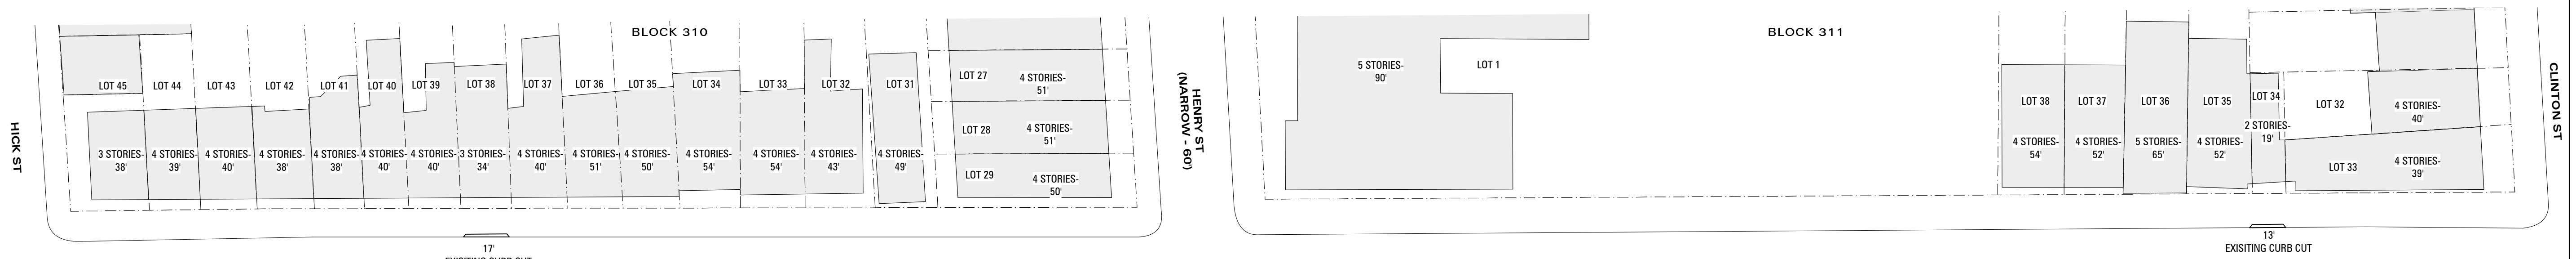 BLOCK 310
BLOCK 311
LOT 45
LOT 44
LOT 43
LOT 42
LOT 41
LOT 40
LOT 39
LOT 38
LOT 37
LOT 36
LOT 35
LOT 34
LOT 33
LOT 32
LOT 31
LOT 27
4 STORIES-
51'
LOT 28
4 STORIES-
51'
LOT 29
4 STORIES-
50'
3 STORIES-
38'
4 STORIES-
39'
4 STORIES-
40'
4 STORIES-
38'
4 STORIES-
38'
4 STORIES-
40'
4 STORIES-
40'
3 STORIES-
34'
4 STORIES-
40'
4 STORIES-
51'
4 STORIES-
50'
4 STORIES-
54'
4 STORIES-
54'
4 STORIES-
43'
4 STORIES-
49'
HICK ST
17'
EXISITING CURB CUT
HENRY ST
(NARROW - 60')
5 STORIES-
90'
LOT 1
LOT 38
LOT 37
LOT 36
LOT 35
LOT 34
LOT 32
4 STORIES-
40'
4 STORIES-
54'
4 STORIES-
52'
5 STORIES-
65'
4 STORIES-
52'
2 STORIES-
19'
LOT 33
4 STORIES-
39'
CLINTON ST
13'
EXISITING CURB CUT